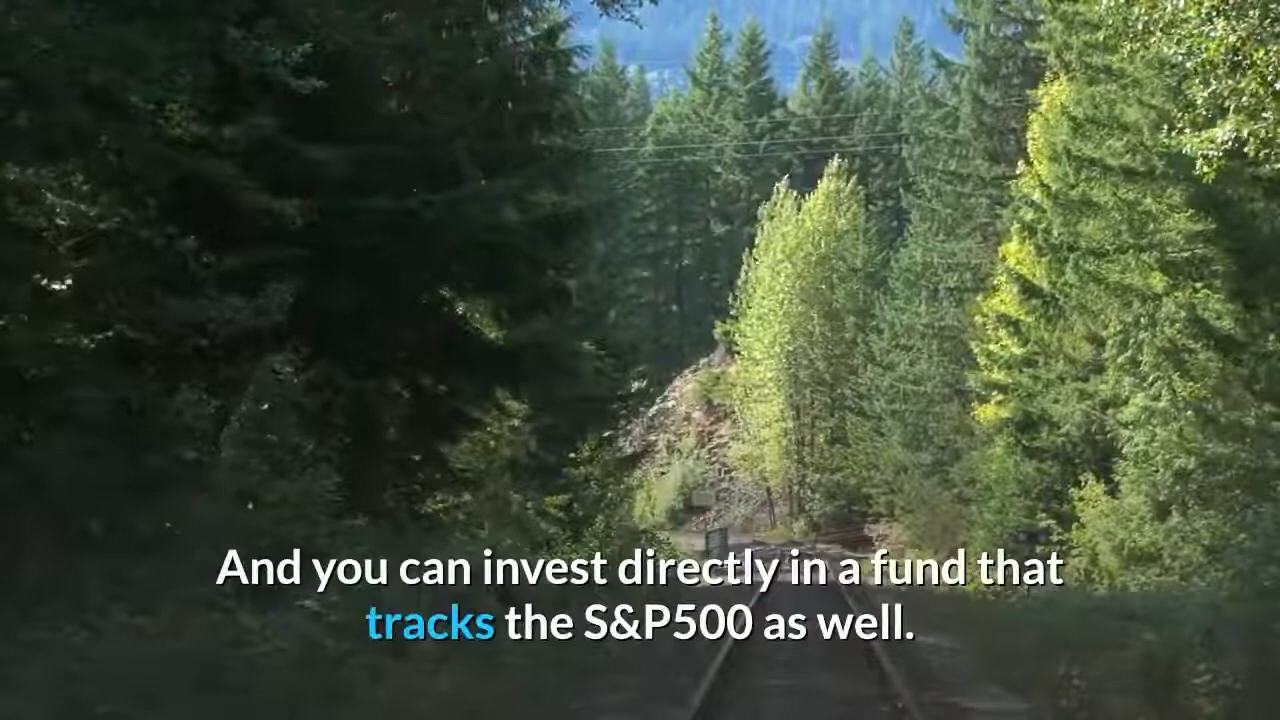 And you can invest directly in a fund that
tracks the S&P500 as well.